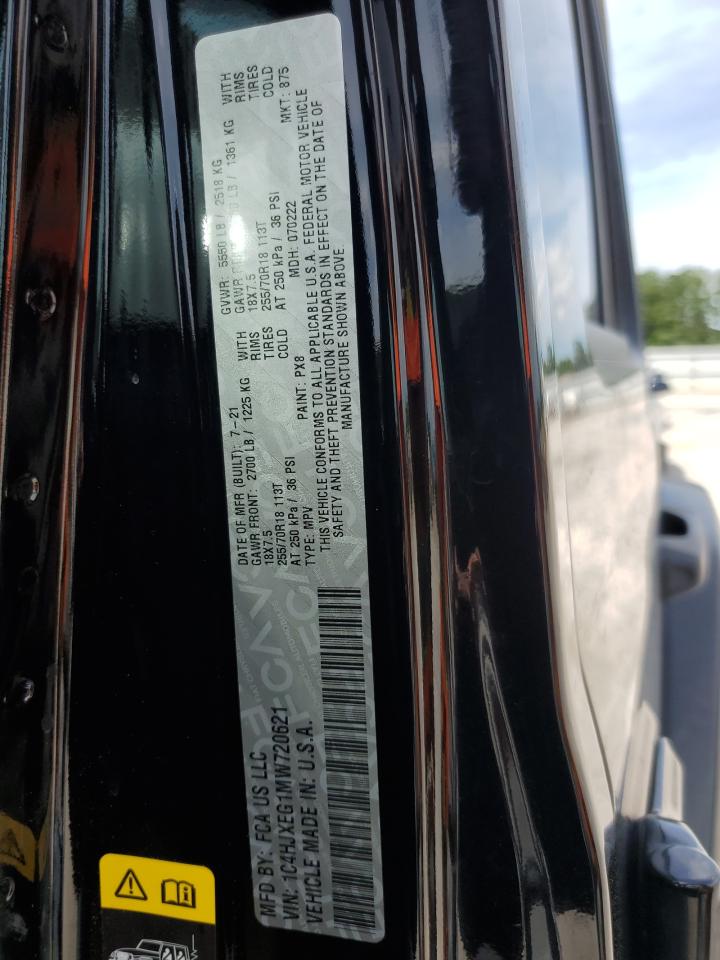 MFD BY: FCA US LLC
VIN: 1C4HJXEG1MW720621
VEHICLE MADE IN: U.S.A.
DATE OF MFR (BUILT): 7-21
GAWR FRONT: 2700 LB / 1225 KG WITH
18X7.5 RIMS
255/70R18 113T TIRES
AT 250 kPa / 36 PSI COLD
TYPE: MPV PAINT: PX8
GVWR: 5550 LB / 2518 KG
GAWR LB / 1361 KG WITH
18X7.5 RIMS
255/70R18 113T TIRES
AT 250 kPa / 36 PSI COLD
MDH: 070222 MKT: 875
THIS VEHICLE CONFORMS TO ALL APPLICABLE U.S.A. FEDERAL MOTOR VEHICLE
SAFETY AND THEFT PREVENTION STANDARDS IN EFFECT ON THE DATE OF
MANUFACTURE SHOWN ABOVE